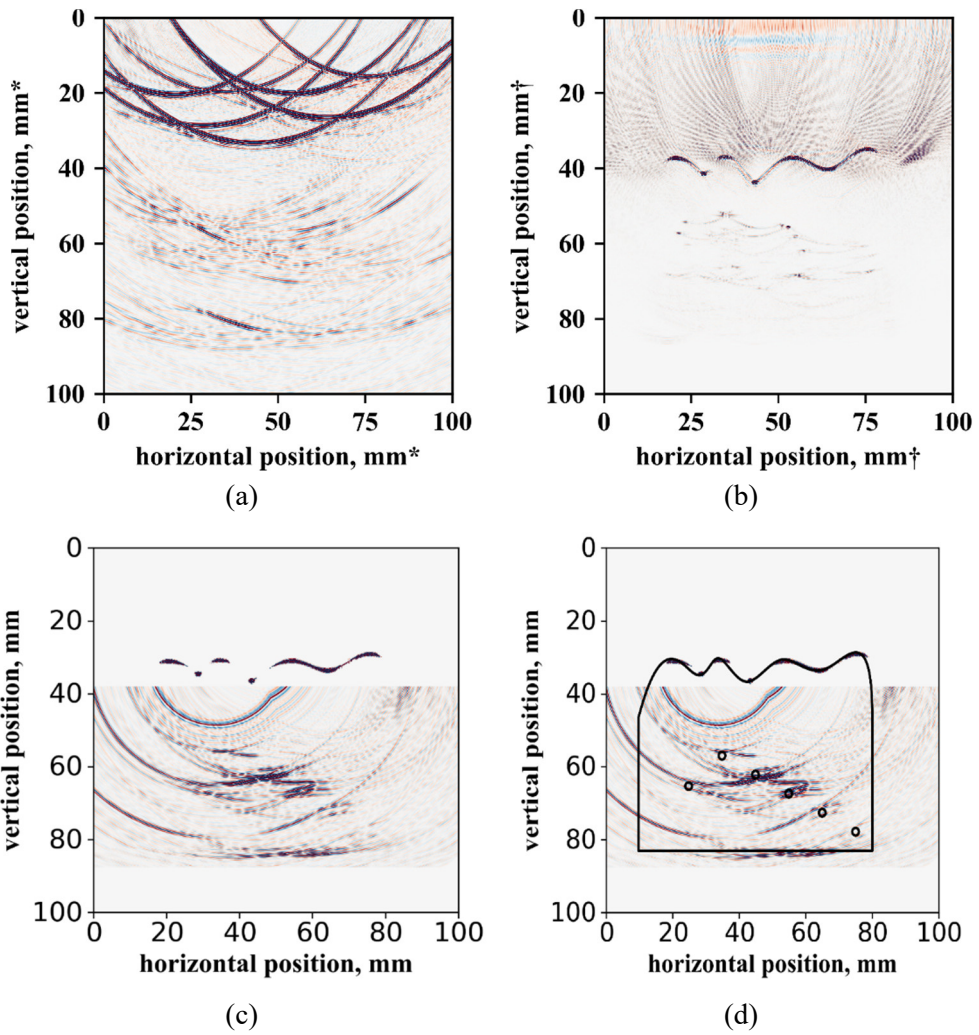 0
20
40
60
80
100
vertical position, mm*
0 25 50 75 100
horizontal position, mm*
(a)
0
20
40
60
80
100
vertical position, mm†
0 25 50 75 100
horizontal position, mm†
(b)
0
20
40
60
80
100
vertical position, mm
0 20 40 60 80 100
horizontal position, mm
(c)
0
20
40
60
80
100
vertical position, mm
0 20 40 60 80 100
horizontal position, mm
(d)